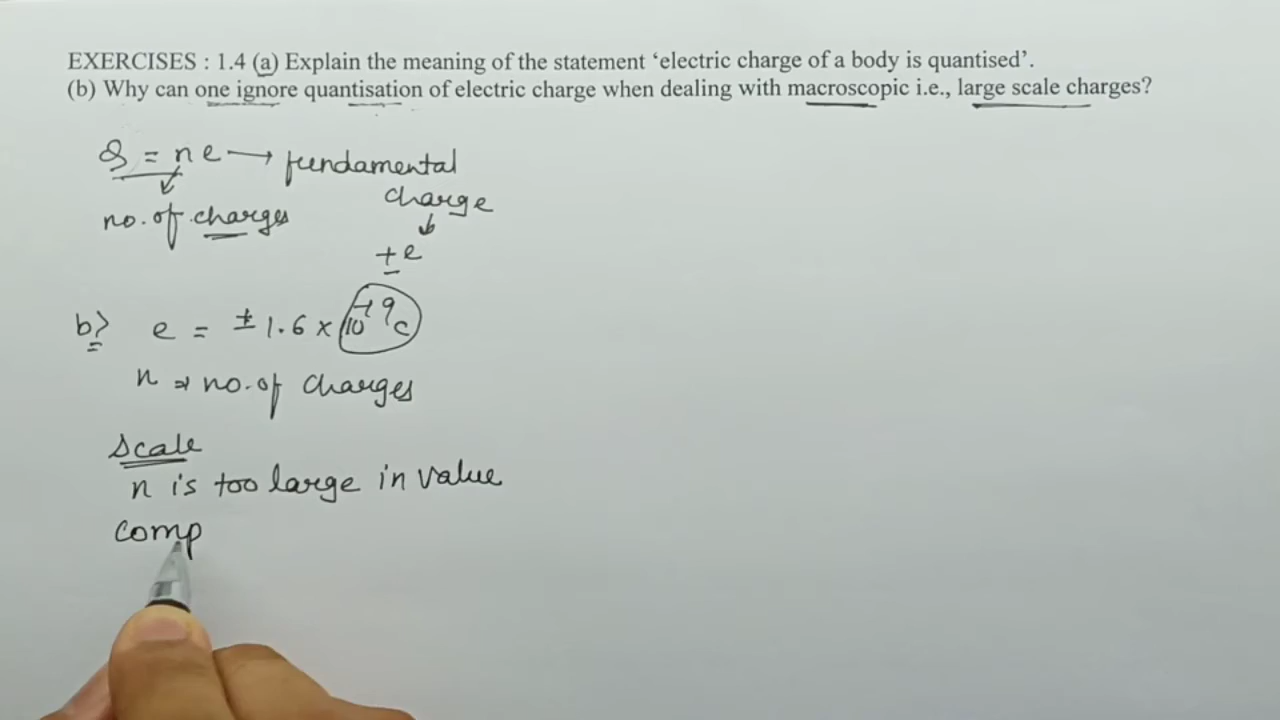 EXERCISES : 1.4 (a) Explain the meaning of the statement ‘electric charge of a body is quantised’.
(b) Why can one ignore quantisation of electric charge when dealing with macroscopic i.e., large scale charges?
Q = ne → fundamental
charge
no. of charges
+e
b> e = ± 1.6 × 10⁻¹⁹ C
n ⇒ no. of charges
Scale
n is too large in value
comp